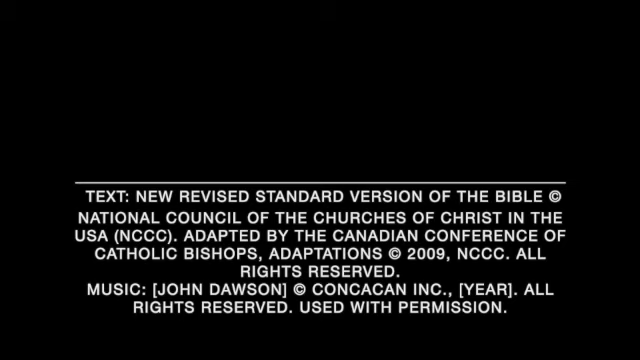 TEXT: NEW REVISED STANDARD VERSION OF THE BIBLE ©
NATIONAL COUNCIL OF THE CHURCHES OF CHRIST IN THE
USA (NCCC). ADAPTED BY THE CANADIAN CONFERENCE OF
CATHOLIC BISHOPS, ADAPTATIONS © 2009, NCCC. ALL
RIGHTS RESERVED.
MUSIC: [JOHN DAWSON] © CONCACAN INC., [YEAR]. ALL
RIGHTS RESERVED. USED WITH PERMISSION.